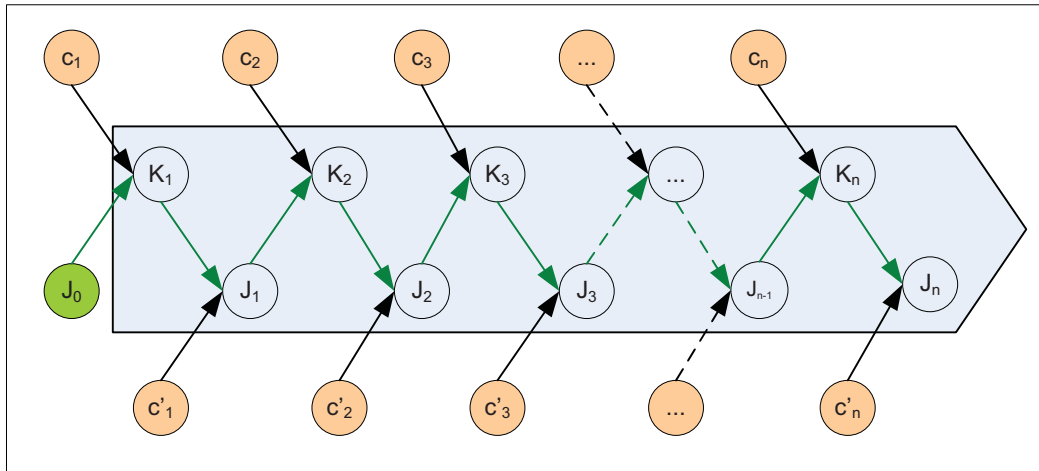 c₁ c₂ c₃ ... cₙ
K₁ K₂ K₃ ... Kₙ
J₀ J₁ J₂ J₃ Jₙ₋₁ Jₙ
c'₁ c'₂ c'₃ ... c'ₙ